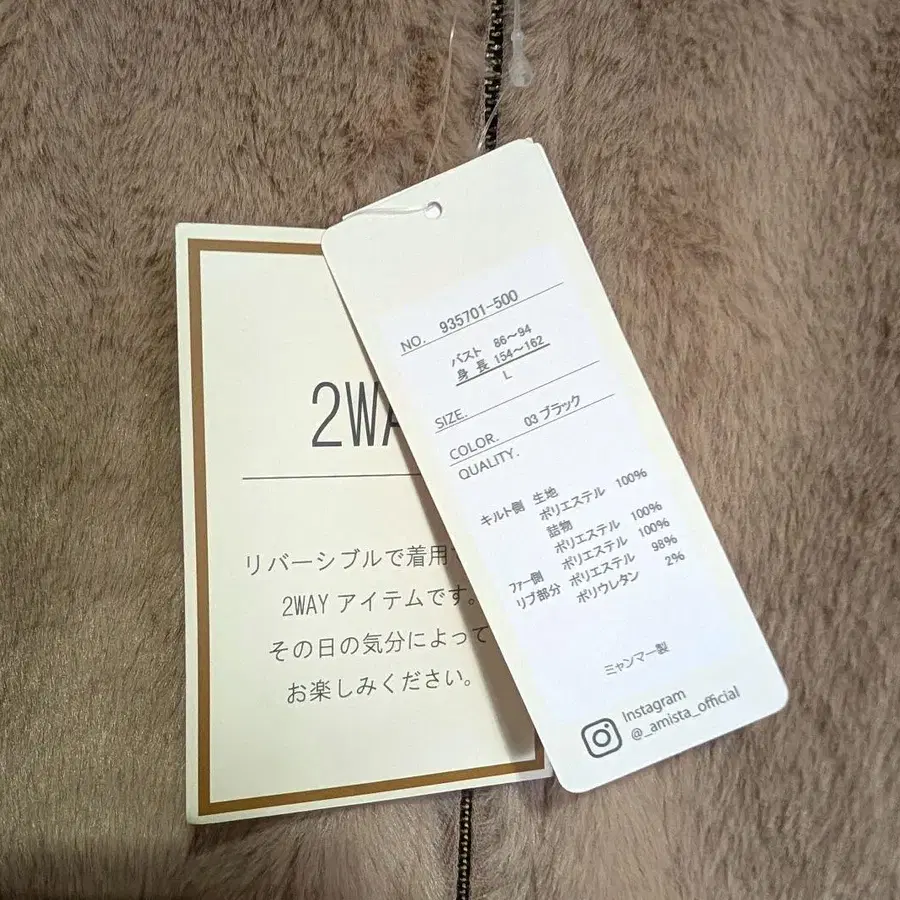 2WA
リバーシブルで着用
2WAY アイテムです。
その日の気分によって
お楽しみください。
NO. 935701-500
バスト 86～94
身 長 154～162
L
SIZE.
COLOR. 03 ブラック
QUALITY.
キルト側 生地
ポリエステル 100%
詰物
ポリエステル 100%
ファー側 ポリエステル 100%
リブ部分 ポリエステル 98%
ポリウレタン 2%
ミャンマー製
Instagram
@_amista_official